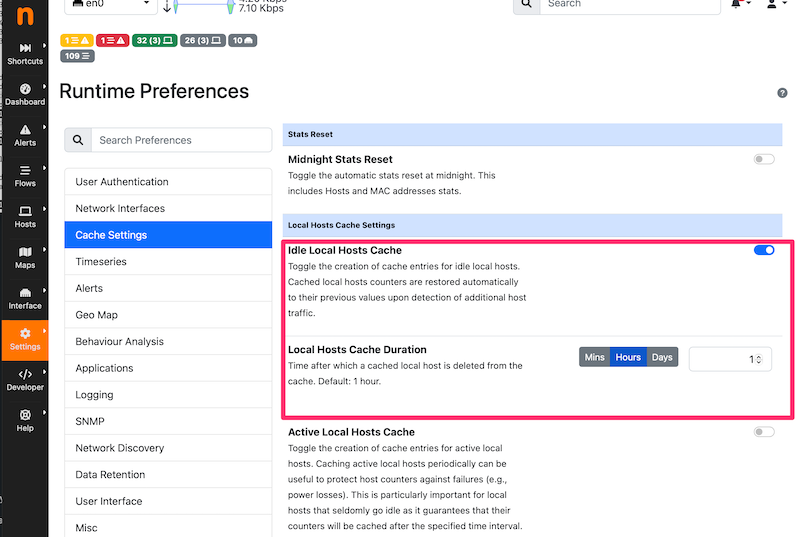 n
en0
4.20 Kbps
7.10 Kbps
Search
1
1
32 (3)
26 (3)
10
109
Shortcuts
Dashboard
Alerts
Flows
Hosts
Maps
Interface
Settings
Developer
Help
Runtime Preferences
Search Preferences
User Authentication
Network Interfaces
Cache Settings
Timeseries
Alerts
Geo Map
Behaviour Analysis
Applications
Logging
SNMP
Network Discovery
Data Retention
User Interface
Misc
Stats Reset
Midnight Stats Reset
Toggle the automatic stats reset at midnight. This
includes Hosts and MAC addresses stats.
Local Hosts Cache Settings
Idle Local Hosts Cache
Toggle the creation of cache entries for idle local hosts.
Cached local hosts counters are restored automatically
to their previous values upon detection of additional host
traffic.
Local Hosts Cache Duration
Time after which a cached local host is deleted from the
cache. Default: 1 hour.
Mins Hours Days
1
Active Local Hosts Cache
Toggle the creation of cache entries for active local
hosts. Caching active local hosts periodically can be
useful to protect host counters against failures (e.g.,
power losses). This is particularly important for local
hosts that seldomly go idle as it guarantees that their
counters will be cached after the specified time interval.